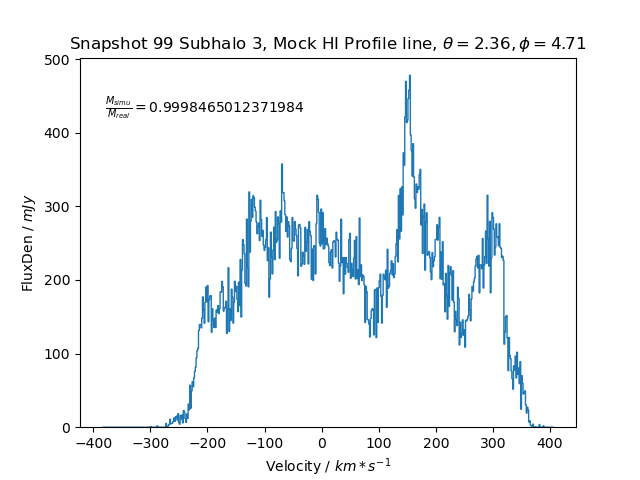 Snapshot 99 Subhalo 3, Mock HI Profile line, θ = 2.36, ϕ = 4.71
M_simu/M_real = 0.9998465012371984
FluxDen / mJy
500
400
300
200
100
0
−400 −300 −200 −100 0 100 200 300 400
Velocity / km * s⁻¹